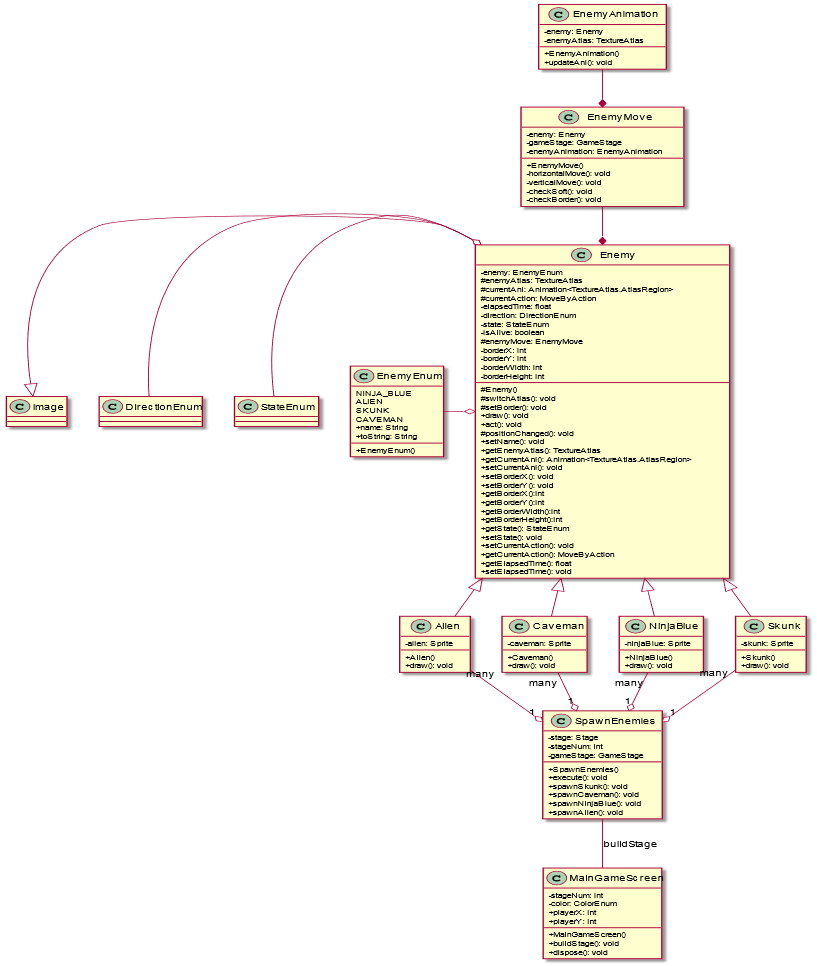 C EnemyAnimation
-enemy: Enemy
-enemyAtlas: TextureAtlas
+EnemyAnimation()
+updateAni(): void
C EnemyMove
-enemy: Enemy
-gameStage: GameStage
-enemyAnimation: EnemyAnimation
+EnemyMove()
-horizontalMove(): void
-verticalMove(): void
-checkSoft(): void
-checkBorder(): void
C Enemy
-enemy: EnemyEnum
#enemyAtlas: TextureAtlas
#currentAni: Animation<TextureAtlas.AtlasRegion>
#currentAction: MoveByAction
-elapsedTime: float
-direction: DirectionEnum
-state: StateEnum
-isAlive: boolean
#enemyMove: EnemyMove
-borderX: int
-borderY: int
-borderWidth: int
-borderHeight: int
#Enemy()
#switchAtlas(): void
#setBorder(): void
+draw(): void
+act(): void
#positionChanged(): void
+setName(): void
+getEnemyAtlas(): TextureAtlas
+getCurrentAni(): Animation<TextureAtlas.AtlasRegion>
+setCurrentAni(): void
+setBorderX(): void
+setBorderY(): void
+getBorderX():int
+getBorderY():int
+getBorderWidth():int
+getBorderHeight():int
+getState(): StateEnum
+setState(): void
+setCurrentAction(): void
+getCurrentAction(): MoveByAction
+getElapsedTime(): float
+setElapsedTime(): void
C Image
C DirectionEnum
C StateEnum
C EnemyEnum
NINJA_BLUE
ALIEN
SKUNK
CAVEMAN
+name: String
+toString: String
+EnemyEnum()
C Alien
-alien: Sprite
+Alien()
+draw(): void
C Caveman
-caveman: Sprite
+Caveman()
+draw(): void
C NinjaBlue
-ninjaBlue: Sprite
+NinjaBlue()
+draw(): void
C Skunk
-skunk: Sprite
+Skunk()
+draw(): void
many
many
many
many
1
1
1
1
C SpawnEnemies
-stage: Stage
-stageNum: int
-gameStage: GameStage
+SpawnEnemies()
+execute(): void
+spawnSkunk(): void
+spawnCaveman(): void
+spawnNinjaBlue(): void
+spawnAlien(): void
buildStage
C MainGameScreen
-stageNum: int
-color: ColorEnum
+playerX: int
+playerY: int
+MainGameScreen()
+buildStage(): void
+dispose(): void